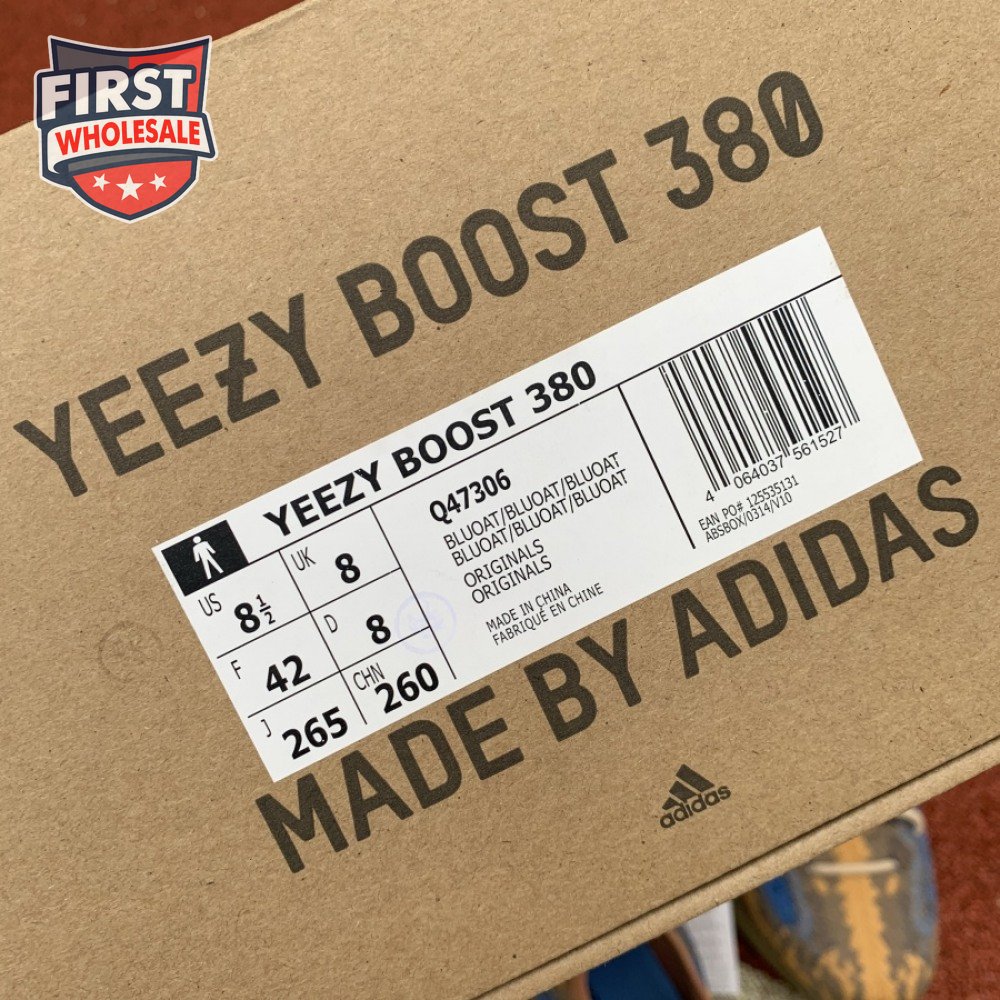 FIRST
WHOLESALE
YEEZY BOOST 380
YEEZY BOOST 380
US 8½
UK 8
F 42
D 8
J 265
CHN 260
Q47306
BLUOAT/BLUOAT/BLUOAT
BLUOAT/BLUOAT/BLUOAT
ORIGINALS
ORIGINALS
MADE IN CHINA
FABRIQUÉ EN CHINE
4 064037 561527
EAN PO# 125535131
ABSBOX/0314/V10
MADE BY ADIDAS
adidas